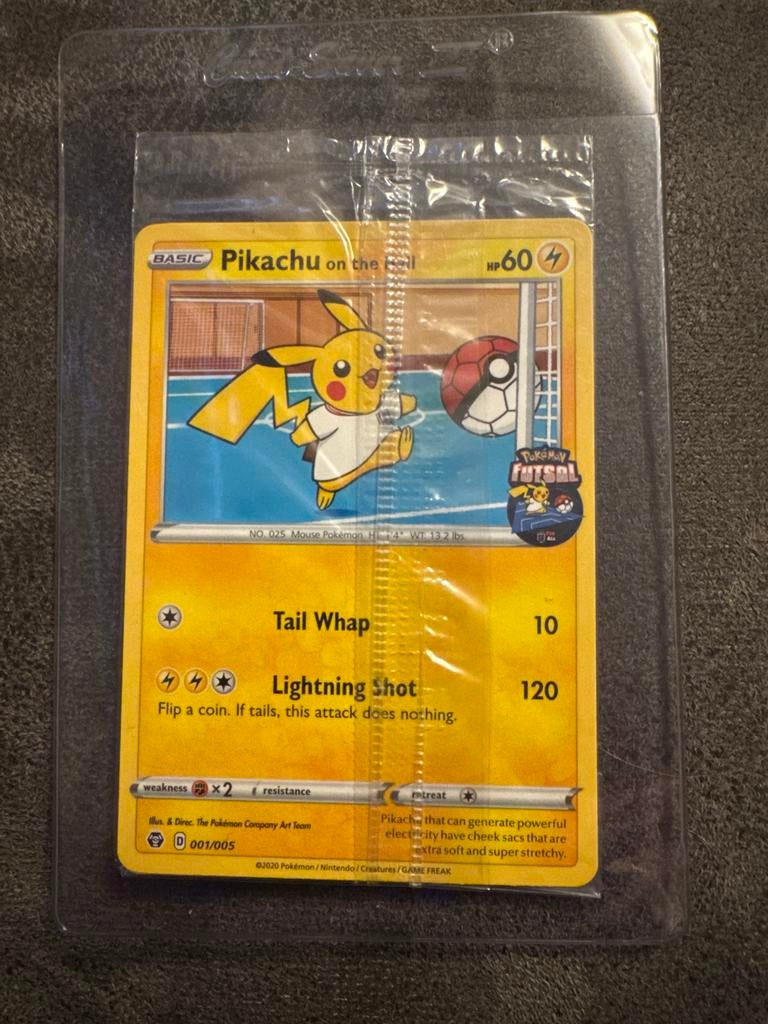 BASIC Pikachu on the HP 60
Pokémon
FUTSAL
NO. 025 Mouse Pokémon 4" WT: 13.2 lbs.
Tail Whap 10
Lightning Shot 120
Flip a coin. If tails, this attack does nothing.
weakness ×2 resistance retreat
Illus. & Direc. The Pokémon Company Art Team
Pikachu that can generate powerful
electricity have cheek sacs that are
extra soft and super stretchy.
D 001/005
©2020 Pokémon / Nintendo / Creatures / GAME FREAK